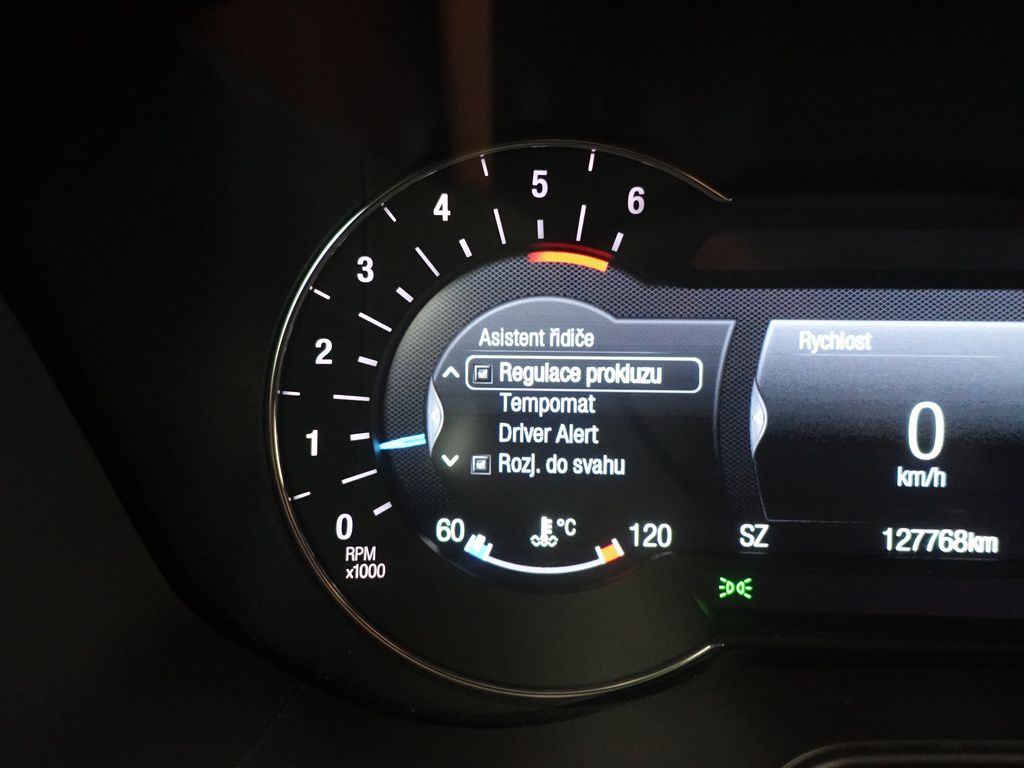 6
5
4
3
2
1
0
RPM
x1000
Asistent řidiče
Regulace prokluzu
Tempomat
Driver Alert
Rozj. do svahu
60
°C
120
Rychlost
0
km/h
SZ
127768km